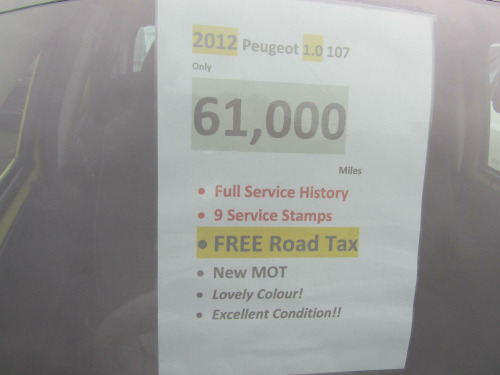 2012 Peugeot 1.0 107
Only
61,000
Miles
• Full Service History
• 9 Service Stamps
• FREE Road Tax
• New MOT
• Lovely Colour!
• Excellent Condition!!